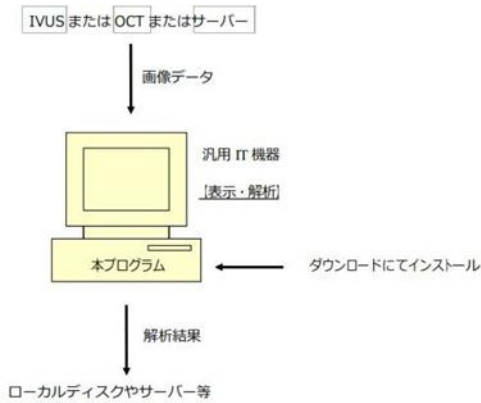 IVUS または OCT またはサーバー
画像データ
汎用 IT 機器
[表示・解析]
本プログラム
ダウンロードにてインストール
解析結果
ローカルディスクやサーバー等